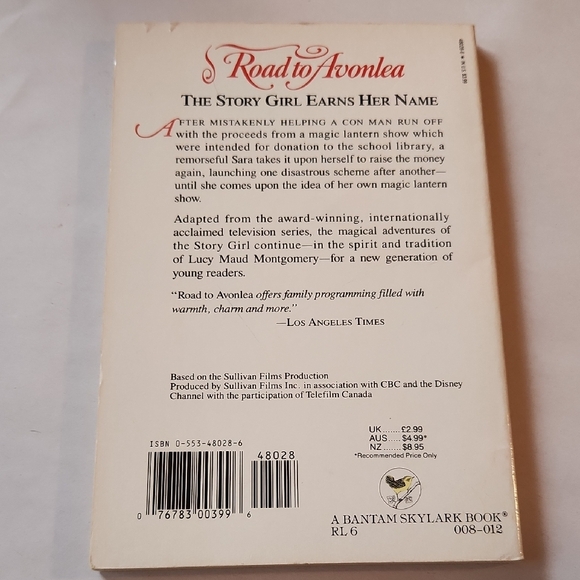 Road to Avonlea
THE STORY GIRL EARNS HER NAME
AFTER MISTAKENLY HELPING A CON MAN RUN OFF
with the proceeds from a magic lantern show which
were intended for donation to the school library, a
remorseful Sara takes it upon herself to raise the money
again, launching one disastrous scheme after another—
until she comes upon the idea of her own magic lantern
show.
Adapted from the award-winning, internationally
acclaimed television series, the magical adventures of
the Story Girl continue—in the spirit and tradition
of Lucy Maud Montgomery—for a new generation of
young readers.
"Road to Avonlea offers family programming filled with
warmth, charm and more."
—LOS ANGELES TIMES
Based on the Sullivan Films Production
Produced by Sullivan Films Inc. in association with CBC and the Disney
Channel with the participation of Telefilm Canada
ISBN 0-553-48028-6
48028
0 76783 00399 6
UK ...... £2.99
AUS ..... $4.99*
NZ ....... $8.95
*Recommended Price Only
A BANTAM SKYLARK BOOK®
RL 6 008-012